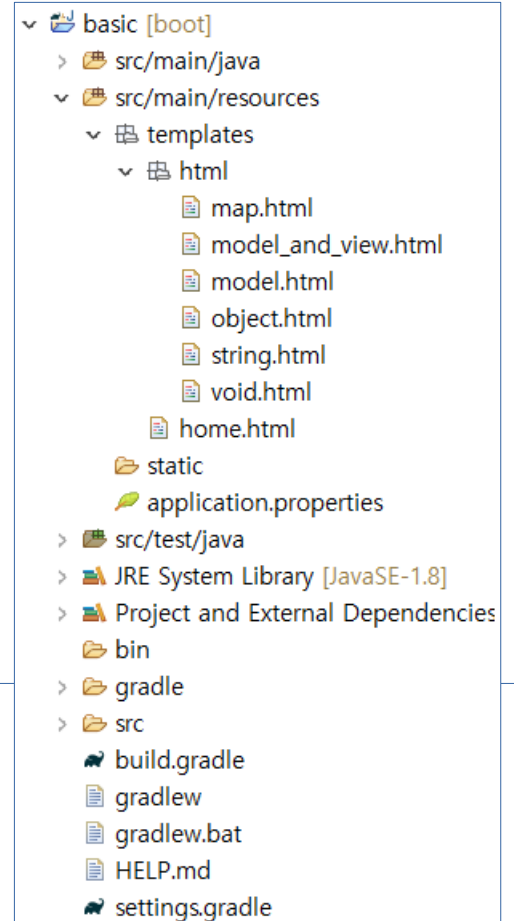 basic [boot]
src/main/java
src/main/resources
templates
html
map.html
model_and_view.html
model.html
object.html
string.html
void.html
home.html
static
application.properties
src/test/java
JRE System Library [JavaSE-1.8]
Project and External Dependencies
bin
gradle
src
build.gradle
gradlew
gradlew.bat
HELP.md
settings.gradle